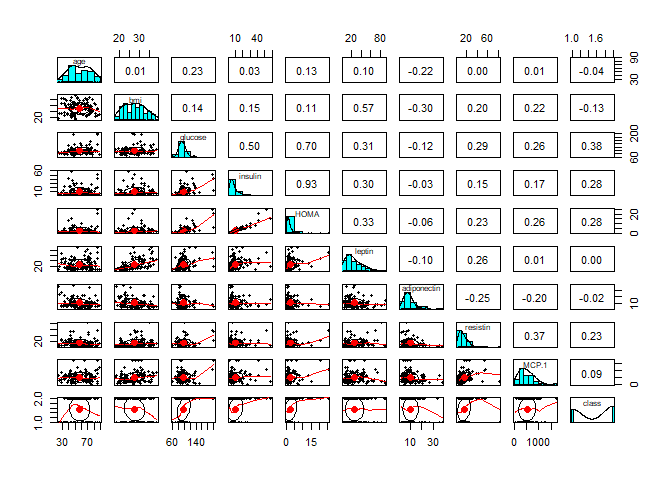 20 30 10 40 20 80 20 60 1.0 1.6
age 0.01 0.23 0.03 0.13 0.10 -0.22 0.00 0.01 -0.04 30 90
20 bmi 0.14 0.15 0.11 0.57 -0.30 0.20 0.22 -0.13
glucose 0.50 0.70 0.31 -0.12 0.29 0.26 0.38 60 200
10 60 insulin 0.93 0.30 -0.03 0.15 0.17 0.28
HOMA 0.33 -0.06 0.23 0.26 0.28 0 20
20 leptin -0.10 0.26 0.01 0.00
adiponectin -0.25 -0.20 -0.02 10
20 resistin 0.37 0.23
MCP.1 0.09 0
1.0 2.0 class
30 70 60 140 0 15 10 30 0 1000